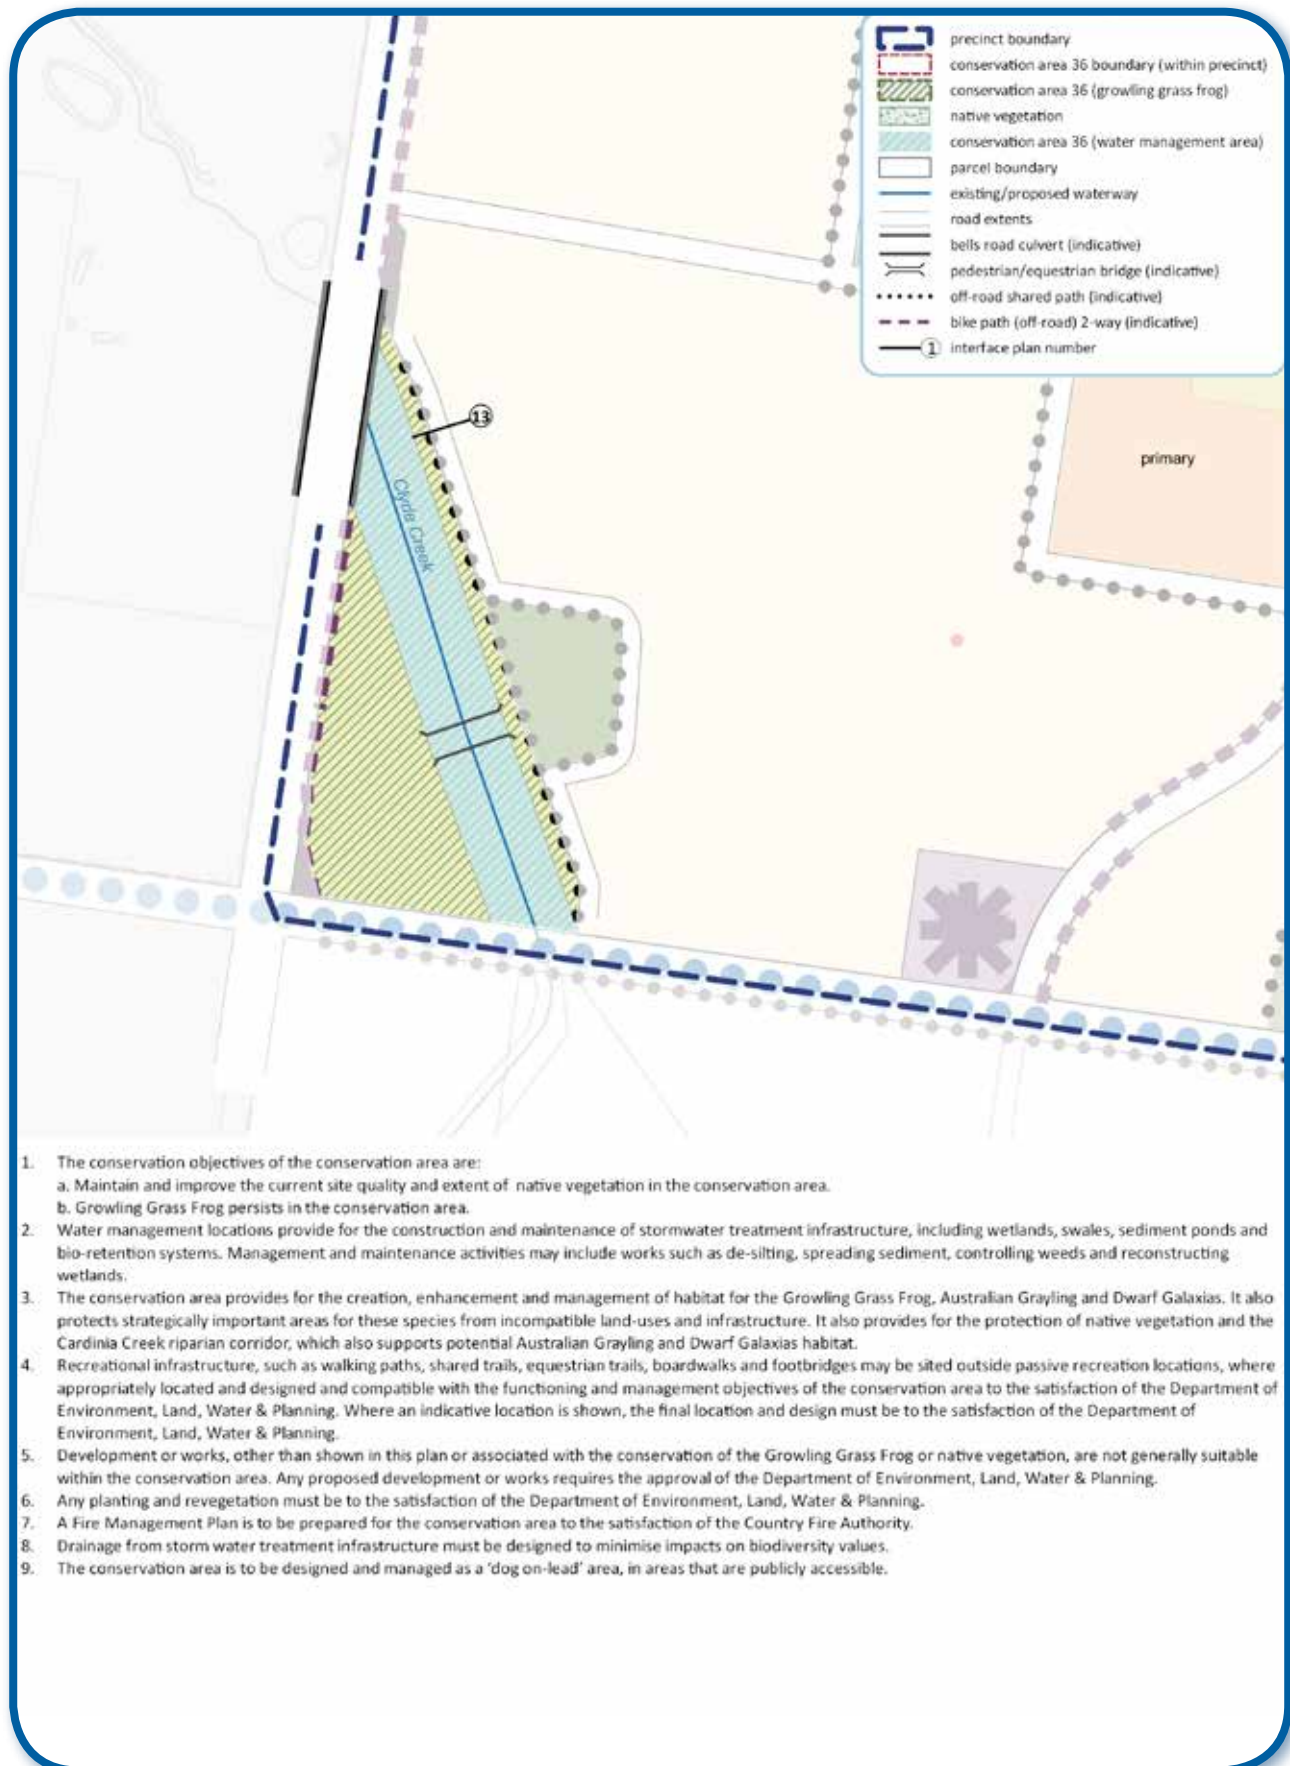 precinct boundary
conservation area 36 boundary (within precinct)
conservation area 36 (growling grass frog)
native vegetation
conservation area 36 (water management area)
parcel boundary
existing/proposed waterway
road extents
bells road culvert (indicative)
pedestrian/equestrian bridge (indicative)
off-road shared path (indicative)
bike path (off-road) 2-way (indicative)
1 interface plan number
13
primary
Clyde Creek
1. The conservation objectives of the conservation area are:
a. Maintain and improve the current site quality and extent of native vegetation in the conservation area.
b. Growling Grass Frog persists in the conservation area.
2. Water management locations provide for the construction and maintenance of stormwater treatment infrastructure, including wetlands, swales, sediment ponds and
bio-retention systems. Management and maintenance activities may include works such as de-silting, spreading sediment, controlling weeds and reconstructing
wetlands.
3. The conservation area provides for the creation, enhancement and management of habitat for the Growling Grass Frog, Australian Grayling and Dwarf Galaxias. It also
protects strategically important areas for these species from incompatible land-uses and infrastructure. It also provides for the protection of native vegetation and the
Cardinia Creek riparian corridor, which also supports potential Australian Grayling and Dwarf Galaxias habitat.
4. Recreational infrastructure, such as walking paths, shared trails, equestrian trails, boardwalks and footbridges may be sited outside passive recreation locations, where
appropriately located and designed and compatible with the functioning and management objectives of the conservation area to the satisfaction of the Department of
Environment, Land, Water & Planning. Where an indicative location is shown, the final location and design must be to the satisfaction of the Department of
Environment, Land, Water & Planning.
5. Development or works, other than shown in this plan or associated with the conservation of the Growling Grass Frog or native vegetation, are not generally suitable
within the conservation area. Any proposed development or works requires the approval of the Department of Environment, Land, Water & Planning.
6. Any planting and revegetation must be to the satisfaction of the Department of Environment, Land, Water & Planning.
7. A Fire Management Plan is to be prepared for the conservation area to the satisfaction of the Country Fire Authority.
8. Drainage from storm water treatment infrastructure must be designed to minimise impacts on biodiversity values.
9. The conservation area is to be designed and managed as a 'dog on-lead' area, in areas that are publicly accessible.